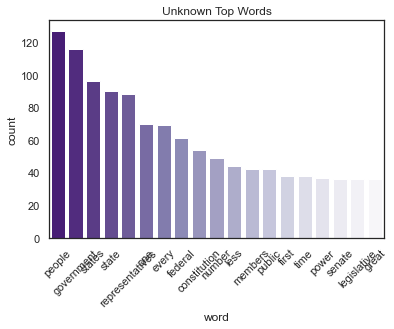 Unknown Top Words
count
120
100
80
60
40
20
0
people
government
states
state
representatives
one
every
federal
constitution
number
less
members
public
first
time
power
senate
legislative
great
word